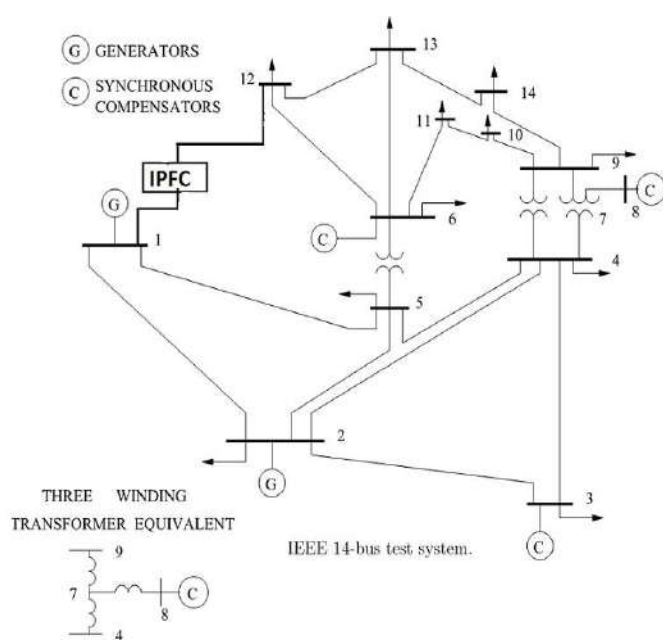 G GENERATORS
C SYNCHRONOUS
COMPENSATORS
13
12
14
11
10
9
IPFC
G
C
8
7
6
C
1
4
5
2
G
3
C
THREE WINDING
TRANSFORMER EQUIVALENT
IEEE 14-bus test system.
9
7
C
8
4